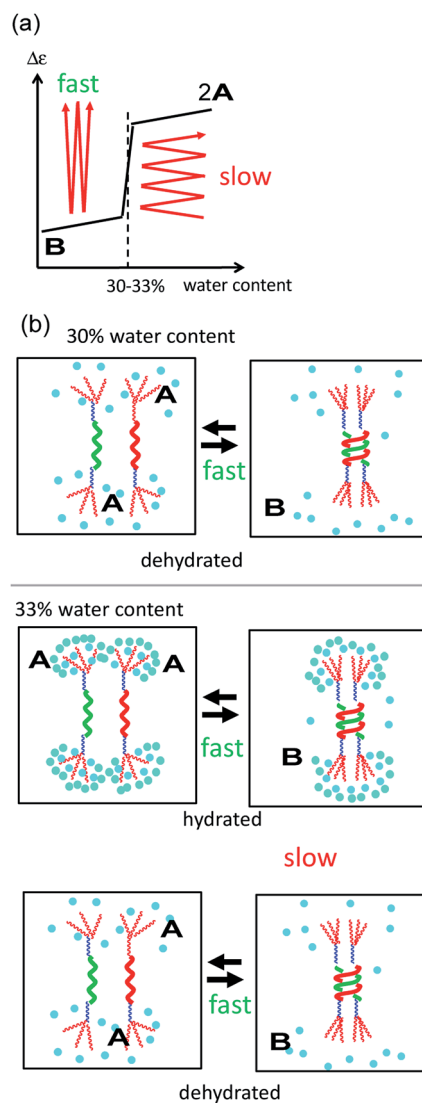 (a)
Δε
fast
2A
slow
B
30-33% water content
(b)
30% water content
A
A
fast
B
dehydrated
33% water content
A
A
fast
B
hydrated
slow
A
A
fast
B
dehydrated